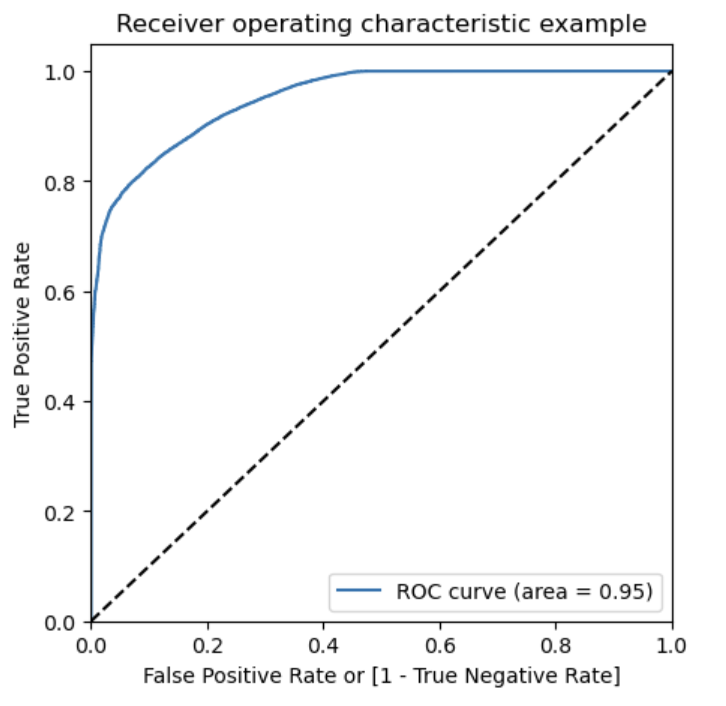 Receiver operating characteristic example
True Positive Rate
1.0
0.8
0.6
0.4
0.2
0.0
ROC curve (area = 0.95)
0.0 0.2 0.4 0.6 0.8 1.0
False Positive Rate or [1 - True Negative Rate]